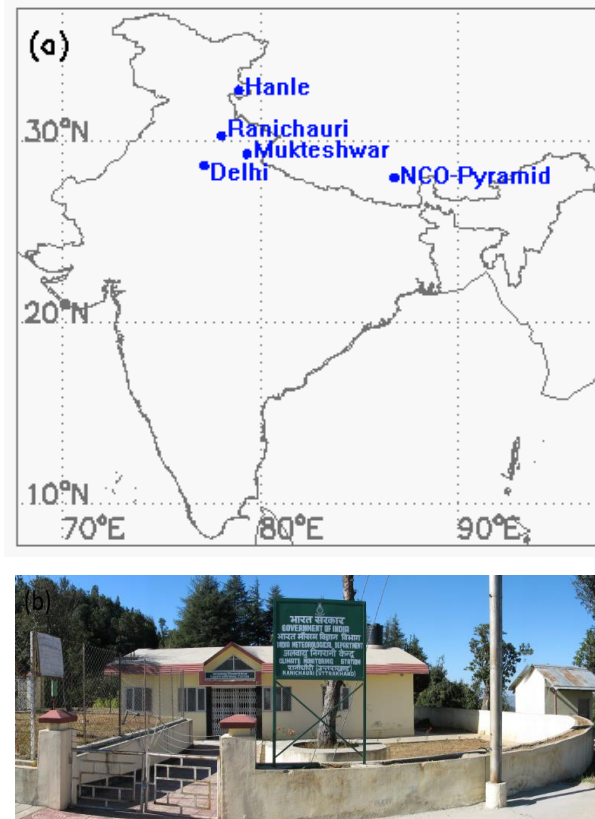 (a)
Hanle
30°N
Ranichauri
Mukteshwar
Delhi
NCO-Pyramid
20°N
10°N
70°E 80°E 90°E
(b)
भारत सरकार
GOVERNMENT OF INDIA
भारत मौसम विज्ञान विभाग
INDIA METEOROLOGICAL DEPARTMENT
जलवायु निगरानी केन्द्र
CLIMATE MONITORING STATION
RANICHAURI (UTTRAKHAND)